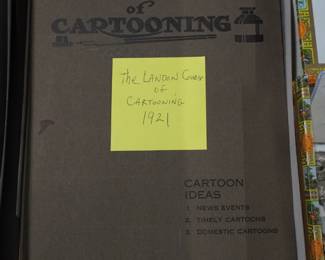 of
CARTOONING
The LANDON Course
OF
CARTOONING
1921
CARTOON
IDEAS
1. NEWS EVENTS
2. TIMELY CARTOONS
3. DOMESTIC CARTOONS